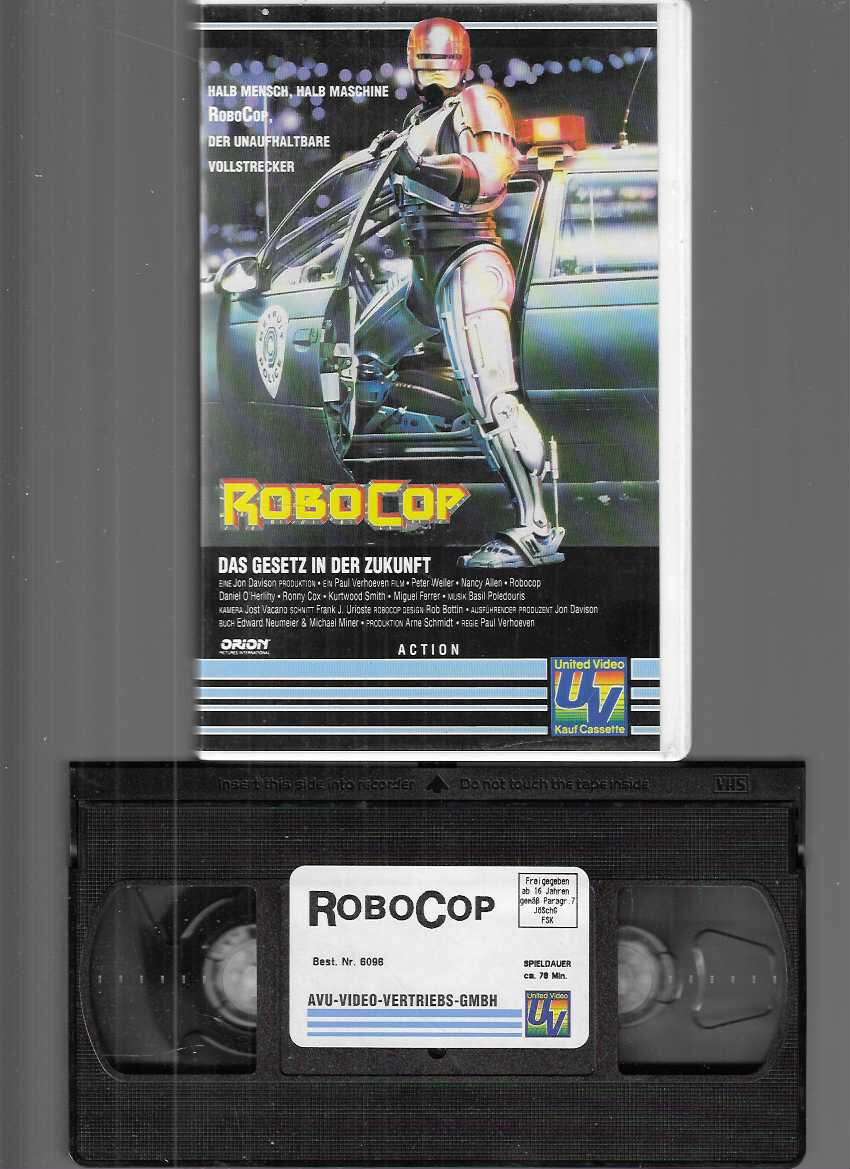 HALB MENSCH, HALB MASCHINE
ROBOCOP,
DER UNAUFHALTBARE
VOLLSTRECKER
DETROIT
POLICE
ROBOCOP
DAS GESETZ IN DER ZUKUNFT
EINE Jon Davison PRODUKTION • EIN Paul Verhoeven FILM • Peter Weller • Nancy Allen • Robocop
Daniel O'Herlihy • Ronny Cox • Kurtwood Smith • Miguel Ferrer • MUSIK Basil Poledouris
KAMERA Jost Vacano SCHNITT Frank J. Urioste ROBOCOP DESIGN Rob Bottin • AUSFÜHRENDER PRODUZENT Jon Davison
BUCH Edward Neumeier & Michael Miner • PRODUKTION Arne Schmidt • REGIE Paul Verhoeven
ORION
PICTURES INTERNATIONAL
ACTION
United Video
UV
Kauf Cassette
Insert this side into recorder Do not touch the tape inside VHS
ROBOCOP
Freigegeben
ab 16 Jahren
gemäß Paragr.7
JöSchG
FSK
Best. Nr. 6096
SPIELDAUER
ca. 78 Min.
AVU-VIDEO-VERTRIEBS-GMBH
United Video
UV